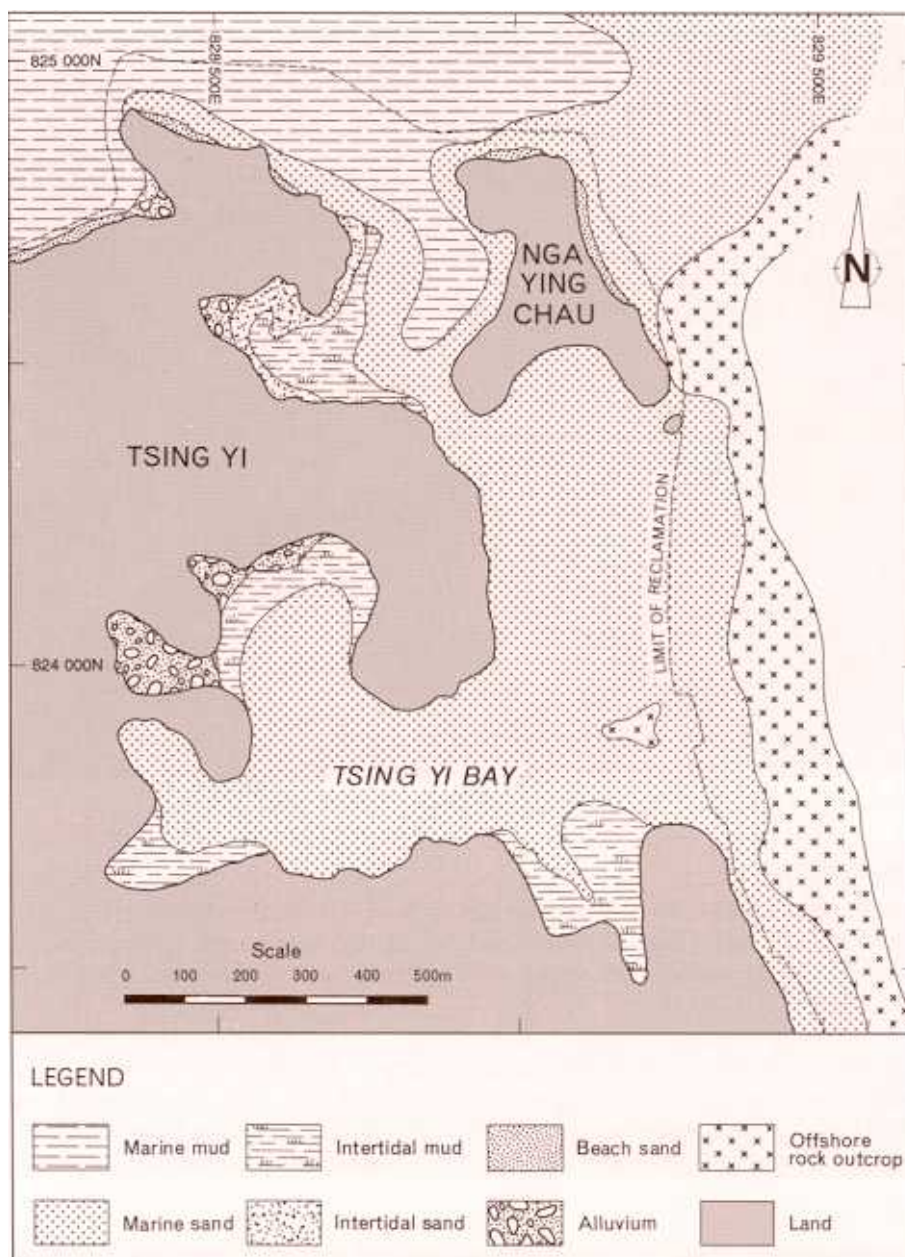 825 000N
828 500E
829 500E
N
NGA
YING
CHAU
TSING YI
LIMIT OF RECLAMATION
824 000N
TSING YI BAY
Scale
0 100 200 300 400 500m
LEGEND
Marine mud
Intertidal mud
Beach sand
Offshore
rock outcrop
Marine sand
Intertidal sand
Alluvium
Land